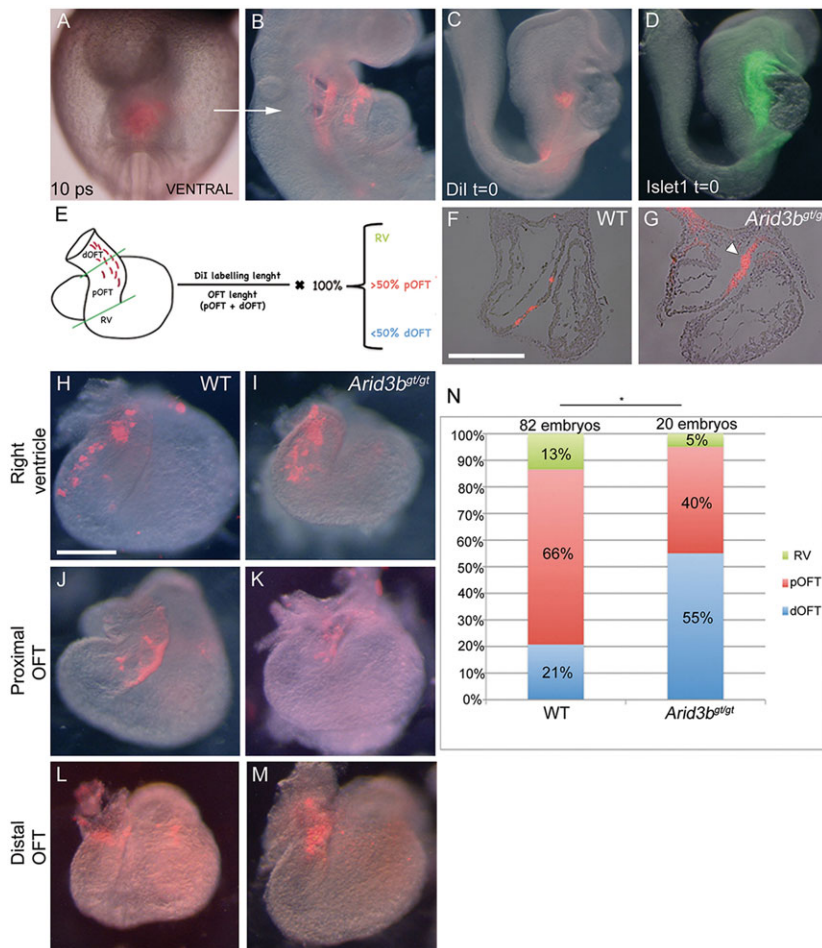 A
B
C
D
10 ps
VENTRAL
DiI t=0
Islet1 t=0
E
dOFT
pOFT
RV
DiI labelling lenght
OFT lenght
(pOFT + dOFT)
✖ 100%
RV
>50% pOFT
<50% dOFT
F
WT
G
Arid3bgt/gt
H
WT
I
Arid3bgt/gt
Right
ventricle
J
K
Proximal
OFT
L
M
Distal
OFT
N
*
82 embryos
20 embryos
100%
90%
80%
70%
60%
50%
40%
30%
20%
10%
0%
13%
66%
21%
5%
40%
55%
WT
Arid3bgt/gt
RV
pOFT
dOFT